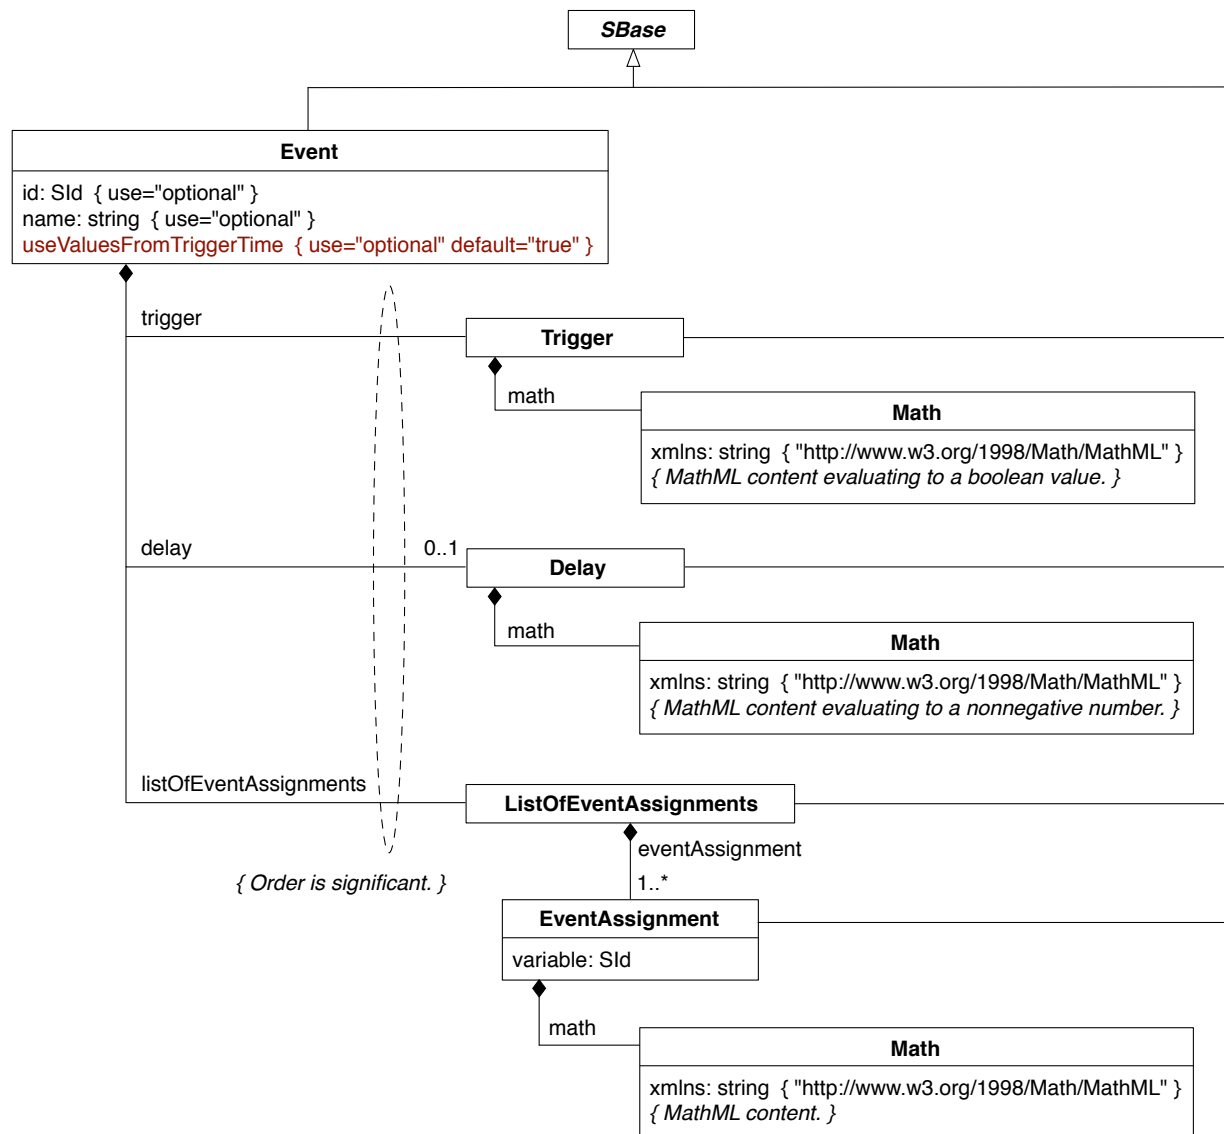 SBase
Event
id: SId { use="optional" }
name: string { use="optional" }
useValuesFromTriggerTime { use="optional" default="true" }
trigger
Trigger
math
Math
xmlns: string { "http://www.w3.org/1998/Math/MathML" }
{ MathML content evaluating to a boolean value. }
delay
0..1
Delay
math
Math
xmlns: string { "http://www.w3.org/1998/Math/MathML" }
{ MathML content evaluating to a nonnegative number. }
listOfEventAssignments
ListOfEventAssignments
eventAssignment
{ Order is significant. }
1..*
EventAssignment
variable: SId
math
Math
xmlns: string { "http://www.w3.org/1998/Math/MathML" }
{ MathML content. }